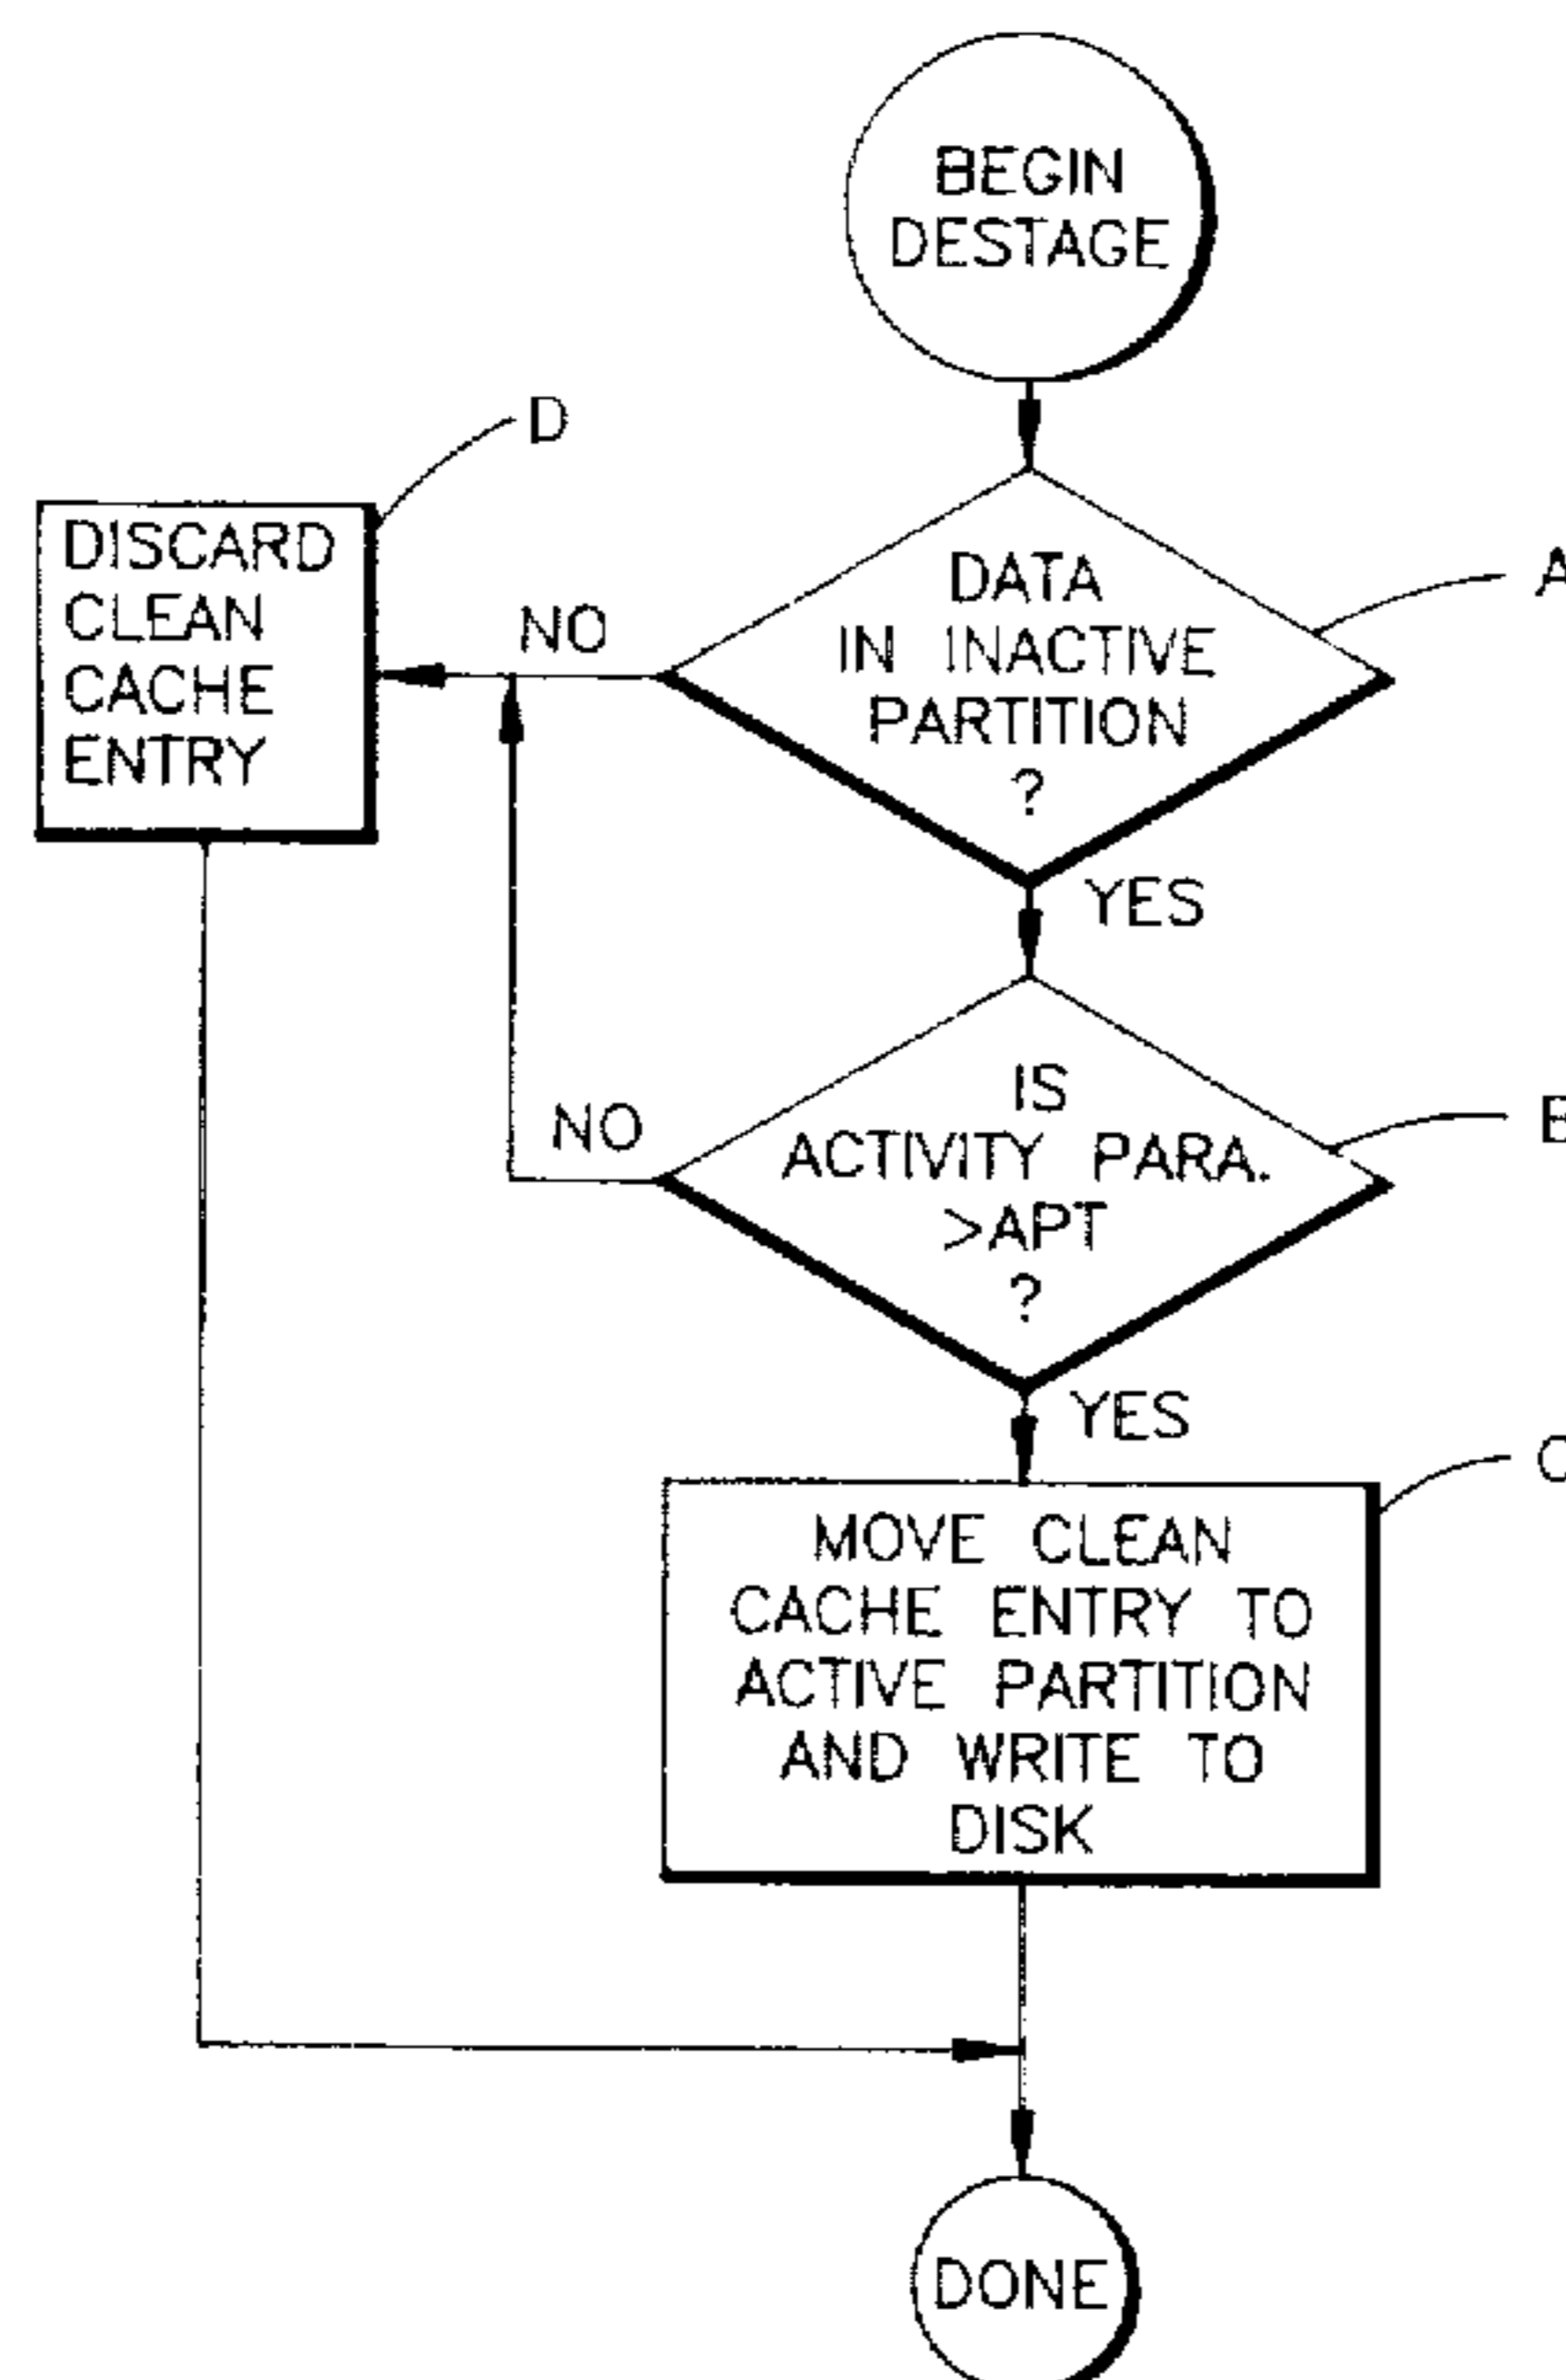 BEGIN
DESTAGE
D
DISCARD
CLEAN
CACHE
ENTRY
NO
DATA
IN INACTIVE
PARTITION
?
A
YES
IS
ACTIVITY PARA.
>APT
?
B
NO
YES
MOVE CLEAN
CACHE ENTRY TO
ACTIVE PARTITION
AND WRITE TO
DISK
C
DONE